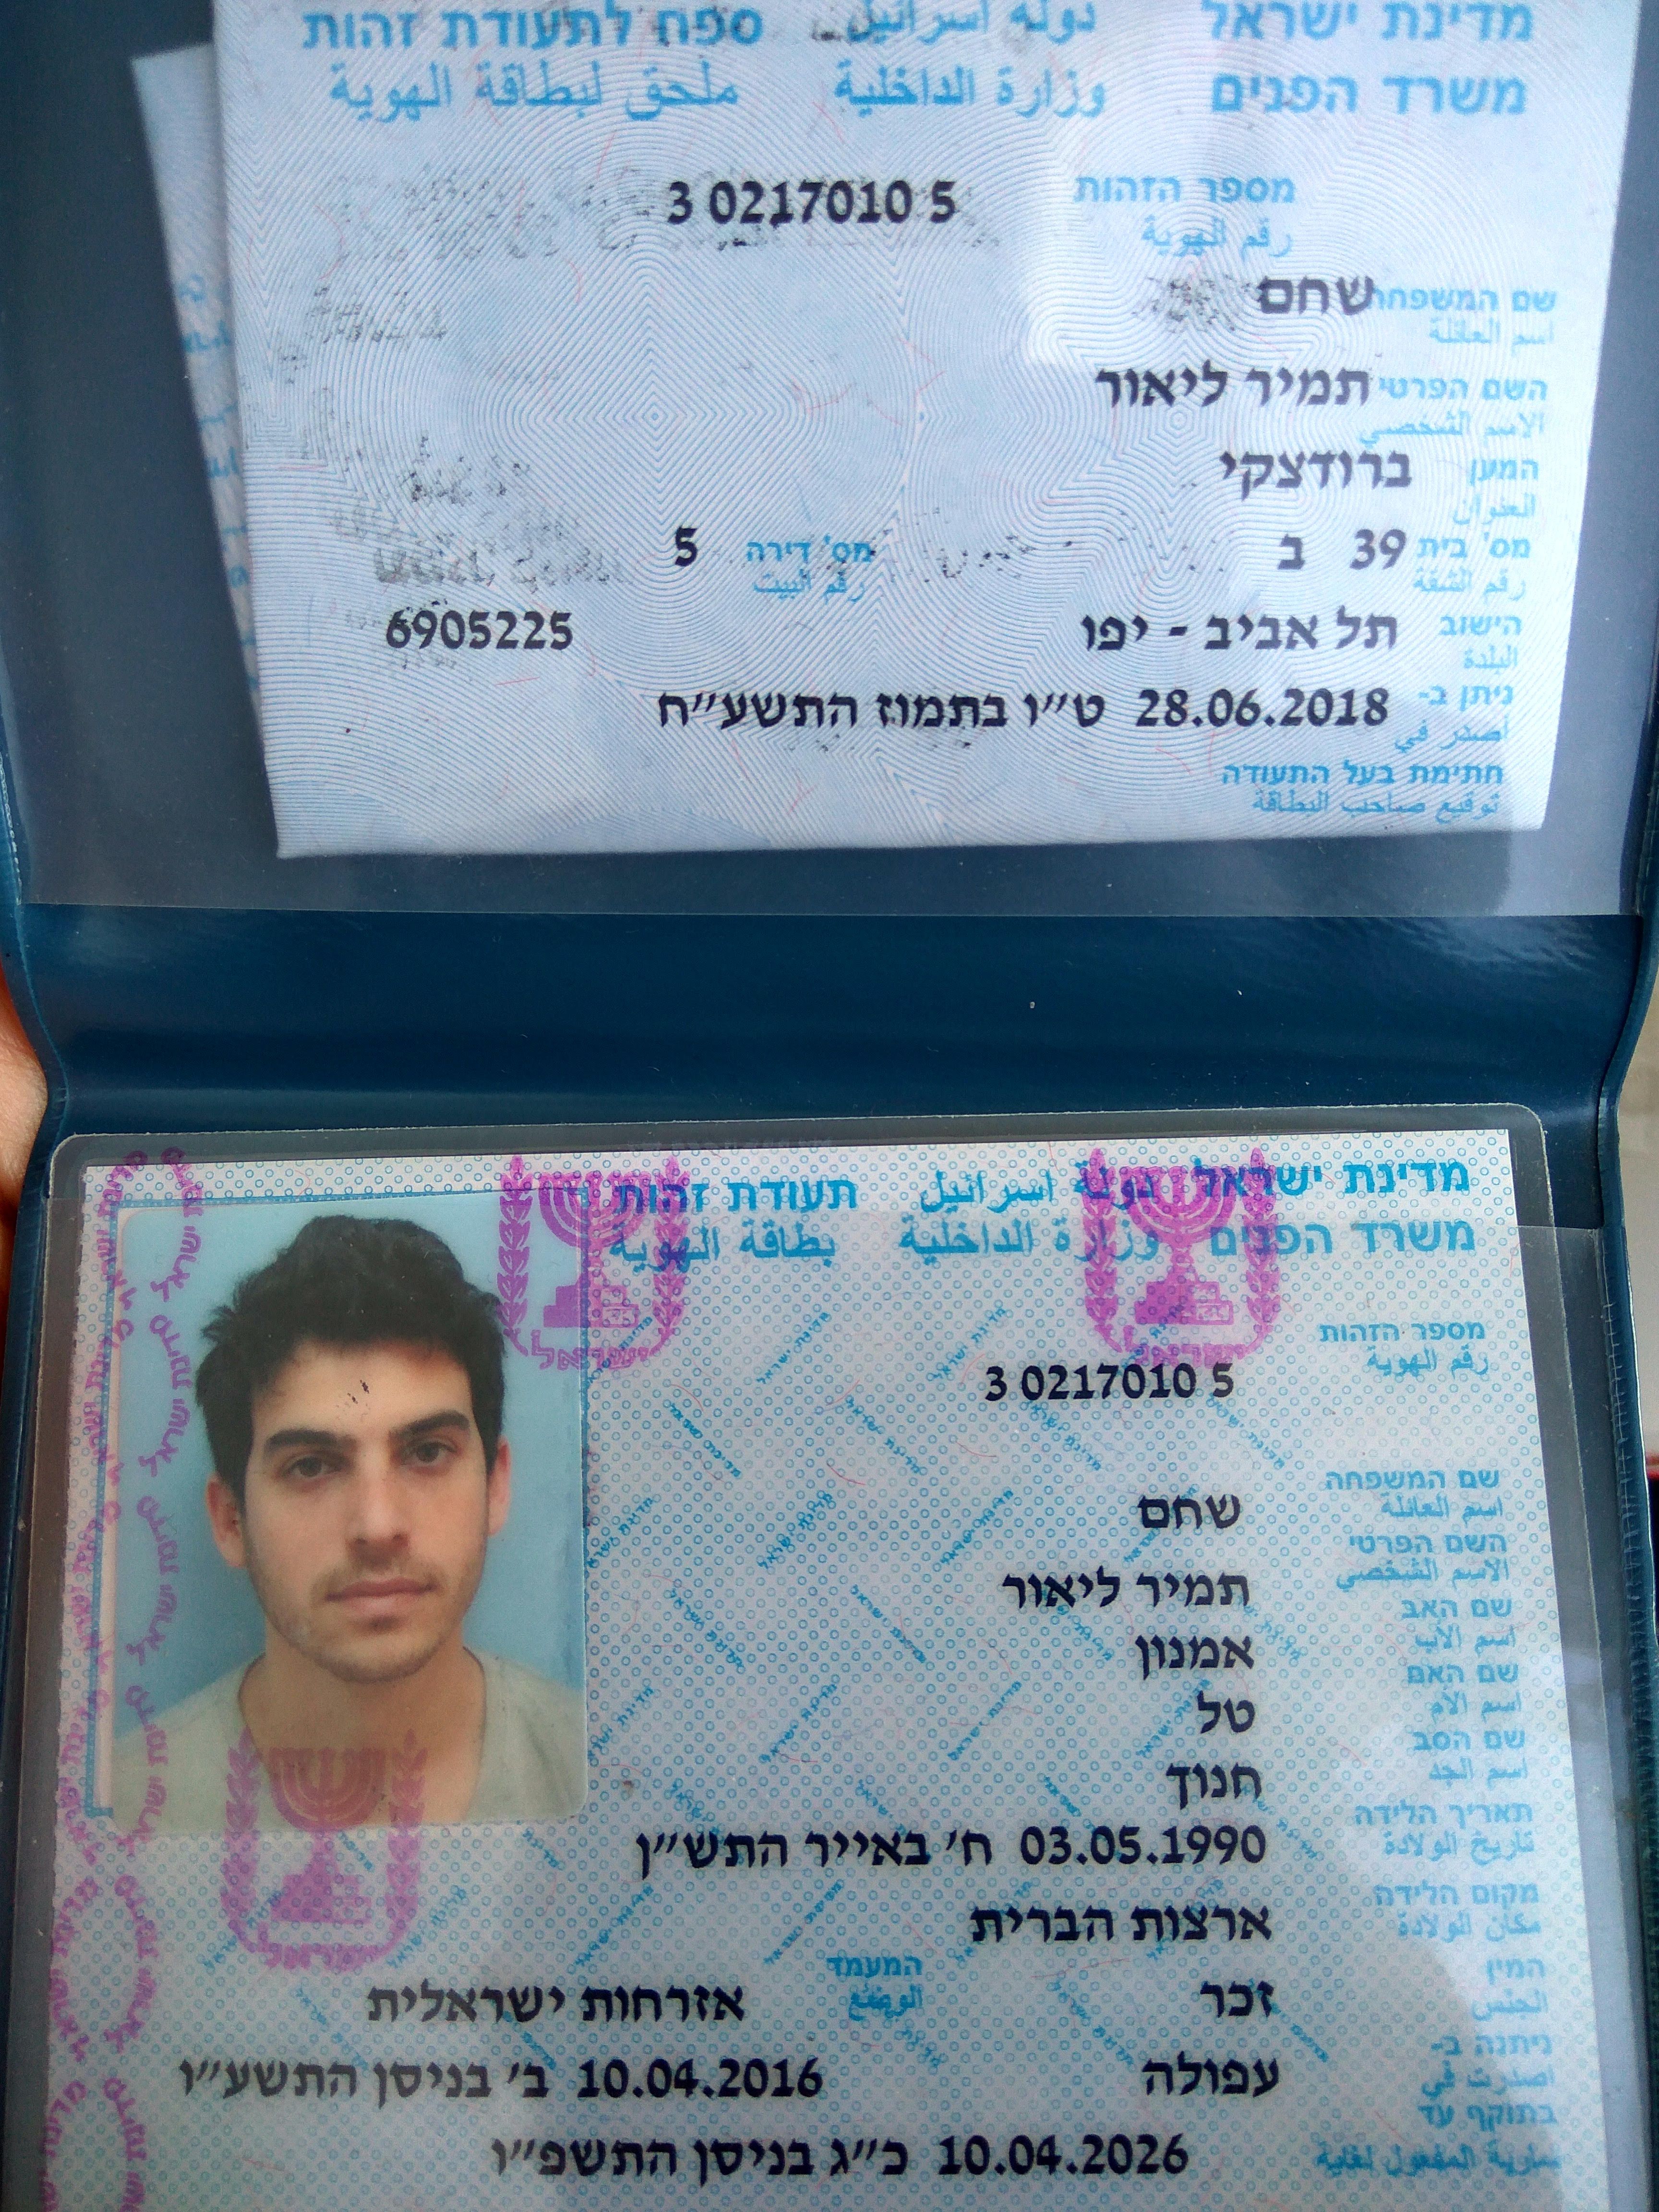 מדינת ישראל دولة اسرائيل ספח לתעודת זהות
משרד הפנים وزارة الداخلية ملحق لبطاقة الهوية
מספר הזהות 3 0217010 5
رقم الهوية
שם המשפחה שחם
اسم العائلة
השם הפרטי תמיר ליאור
الاسم الشخصي
המען ברודצקי
العنوان
מס' בית 39 ב מס' דירה 5
رقم الشقة رقم البيت
הישוב תל אביב - יפו 6905225
البلدة
ניתן ב- 28.06.2018 ט״ו בתמוז התשע״ח
أصدر في
חתימת בעל התעודה
توقيع صاحب البطاقة
מדינת ישראל دولة اسرائيل תעודת זהות
משרד הפנים وزارة الداخلية بطاقة الهوية
ישראל
ישראל
מספר הזהות
رقم الهوية
3 0217010 5
שם המשפחה שחם
اسم العائلة
השם הפרטי תמיר ליאור
الاسم الشخصي
שם האב אמנון
اسم الاب
שם האם טל
اسم الام
שם הסב חנוך
اسم الجد
תאריך הלידה 03.05.1990 ח׳ באייר התש״ן
تاريخ الولادة
מקום הלידה ארצות הברית
مكان الولادة
ישראל
המין זכר המעמד אזרחות ישראלית
الجنس الوضع
ניתנה ב- עפולה 10.04.2016 ב׳ בניסן התשע״ו
اصدرت في
בתוקף עד 10.04.2026 כ״ג בניסן התשפ״ו
سارية المفعول لغاية